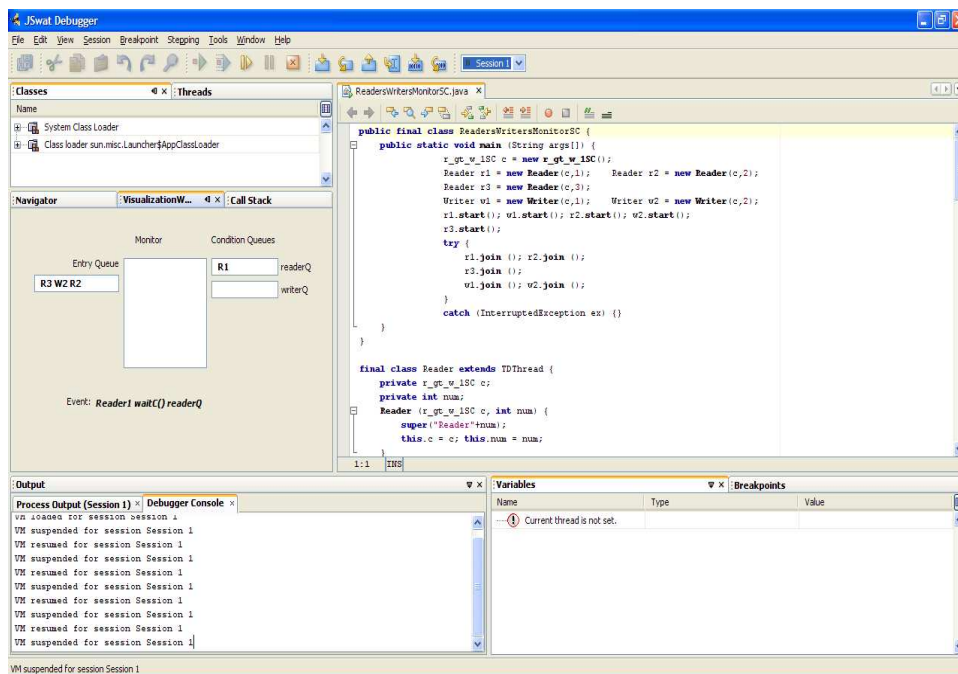 JSwat Debugger
File Edit View Session Breakpoint Stepping Tools Window Help
Session 1
Classes Threads
Name
System Class Loader
Class loader sun.misc.Launcher$AppClassLoader
Navigator VisualizationW... Call Stack
Monitor Condition Queues
Entry Queue R1 readerQ
R3 W2 R2 writerQ
Event: Reader1 waitC() readerQ
ReadersWritersMonitorSC.java
public final class ReadersWritersMonitorSC {
public static void main (String args[]) {
r_gt_w_1SC c = new r_gt_w_1SC();
Reader r1 = new Reader(c,1); Reader r2 = new Reader(c,2);
Reader r3 = new Reader(c,3);
Writer w1 = new Writer(c,1); Writer w2 = new Writer(c,2);
r1.start(); w1.start(); r2.start(); w2.start();
r3.start();
try {
r1.join (); r2.join ();
r3.join ();
w1.join (); w2.join ();
}
catch (InterruptedException ex) {}
}
}
final class Reader extends TDThread {
private r_gt_w_1SC c;
private int num;
Reader (r_gt_w_1SC c, int num) {
super("Reader"+num);
this.c = c; this.num = num;
}
1:1 INS
Output
Process Output (Session 1) Debugger Console
VM loaded for session Session 1
VM suspended for session Session 1
VM resumed for session Session 1
VM suspended for session Session 1
VM resumed for session Session 1
VM suspended for session Session 1
VM resumed for session Session 1
VM suspended for session Session 1
VM resumed for session Session 1
VM suspended for session Session 1
Variables Breakpoints
Name Type Value
Current thread is not set.
VM suspended for session Session 1